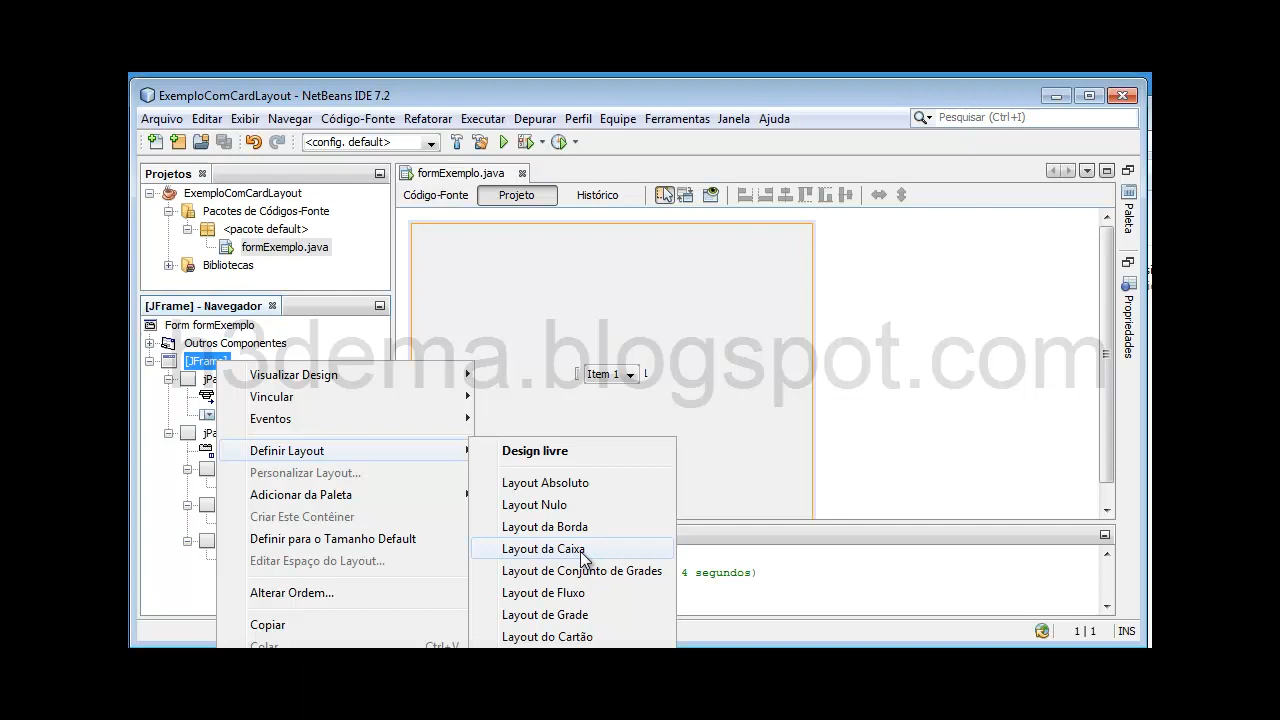 ExemploComCardLayout - NetBeans IDE 7.2
Arquivo Editar Exibir Navegar Código-Fonte Refatorar Executar Depurar Perfil Equipe Ferramentas Janela Ajuda
Pesquisar (Ctrl+I)
<config. default>
Projetos
formExemplo.java
Código-Fonte Projeto Histórico
ExemploComCardLayout
Pacotes de Códigos-Fonte
<pacote default>
formExemplo.java
Bibliotecas
Paleta
Propriedades
[JFrame] - Navegador
Form formExemplo
Outros Componentes
[JFrame]
jPa
jPa
h3dema.blogspot.com
Item 1
Visualizar Design
Vincular
Eventos
Definir Layout
Personalizar Layout...
Adicionar da Paleta
Criar Este Contêiner
Definir para o Tamanho Default
Editar Espaço do Layout...
Alterar Ordem...
Copiar
Colar Ctrl+V
Design livre
Layout Absoluto
Layout Nulo
Layout da Borda
Layout da Caixa
Layout de Conjunto de Grades
Layout de Fluxo
Layout de Grade
Layout do Cartão
4 segundos)
1 | 1 INS